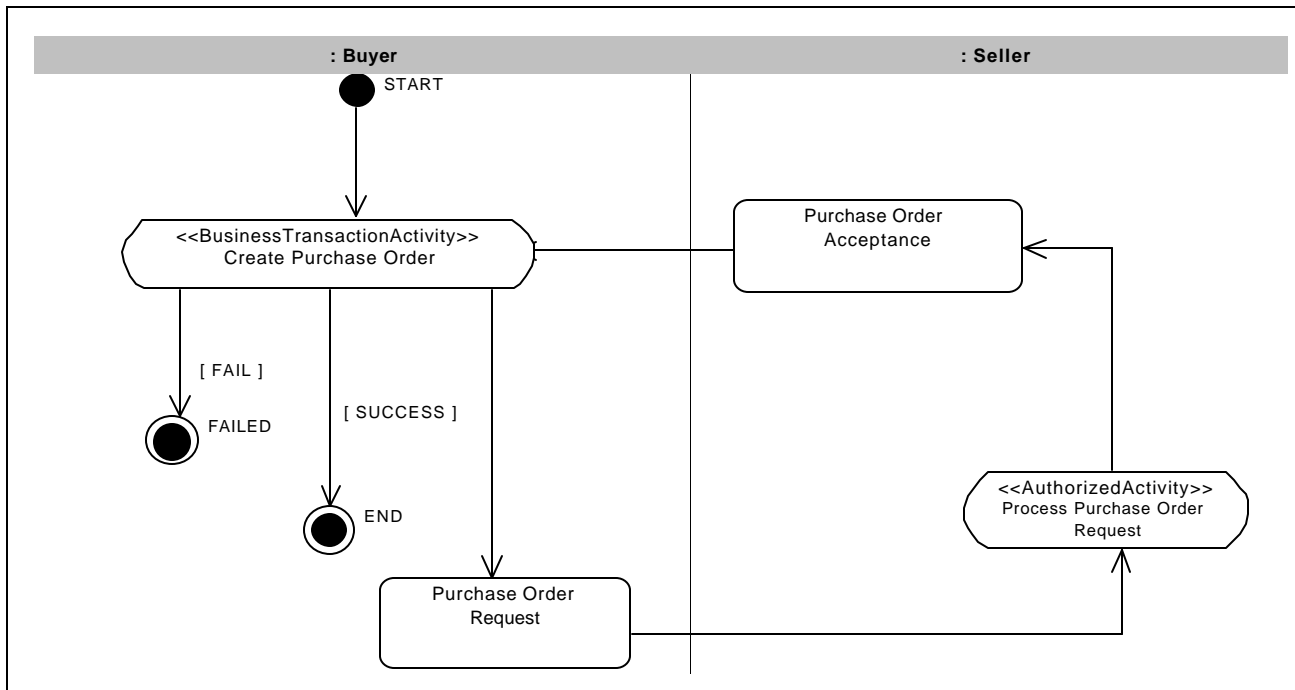 : Buyer
: Seller
START
<<BusinessTransactionActivity>>
Create Purchase Order
Purchase Order
Acceptance
[ FAIL ]
[ SUCCESS ]
FAILED
END
<<AuthorizedActivity>>
Process Purchase Order
Request
Purchase Order
Request